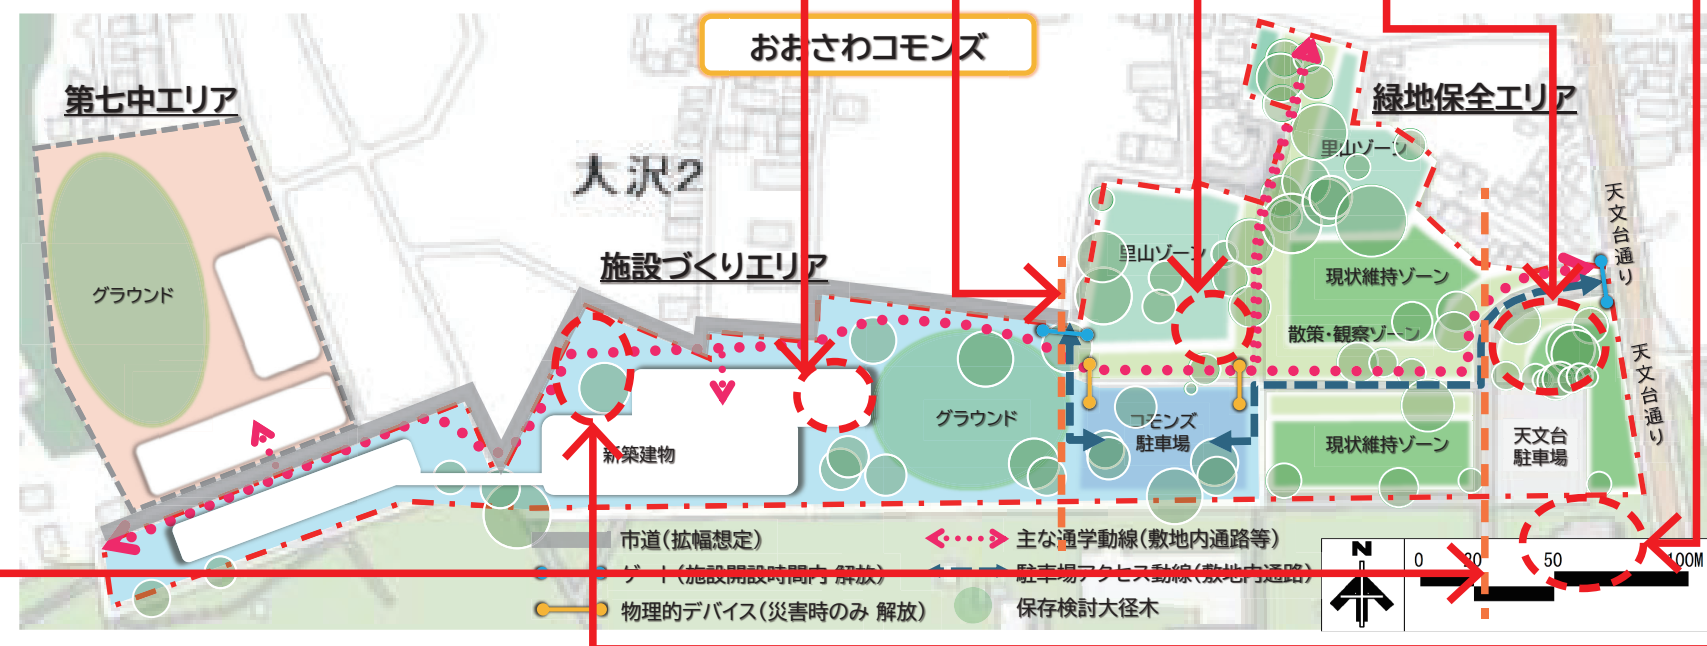 おおさわコモンズ
第七中エリア
緑地保全エリア
大沢2
里山ゾーン
天文台通り
里山ゾーン
施設づくりエリア
現状維持ゾーン
グラウンド
散策・観察ゾーン
天文台通り
グラウンド
コモンズ
駐車場
現状維持ゾーン
天文台
駐車場
新築建物
市道(拡幅想定)
主な通学動線(敷地内通路等)
ゲート(施設開設時間内 解放)
駐車場アクセス動線(敷地内通路)
物理的デバイス(災害時のみ 解放)
保存検討大径木
N
0 20 50 100M